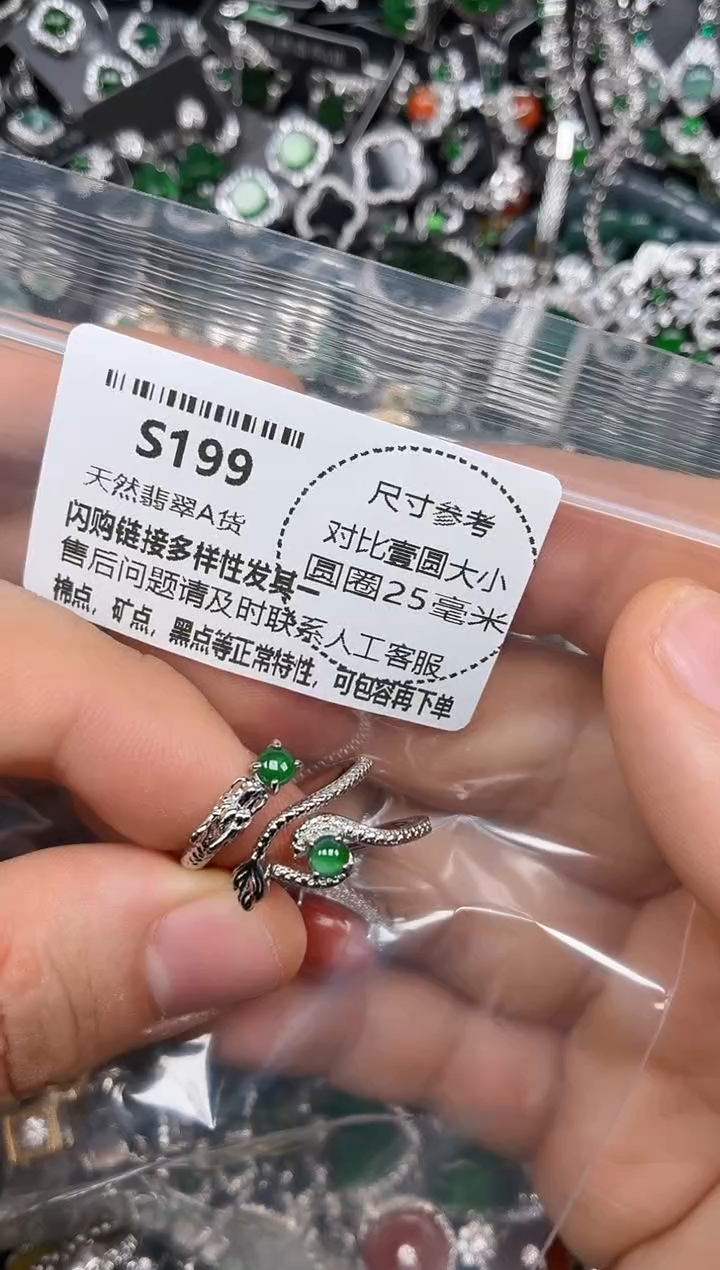 S199
天然翡翠A货
闪购链接多样性发其一
售后问题请及时联系人工客服
棉点，矿点，黑点等正常特性，可包容再下单
尺寸参考
对比壹圆大小
圆圈25毫米